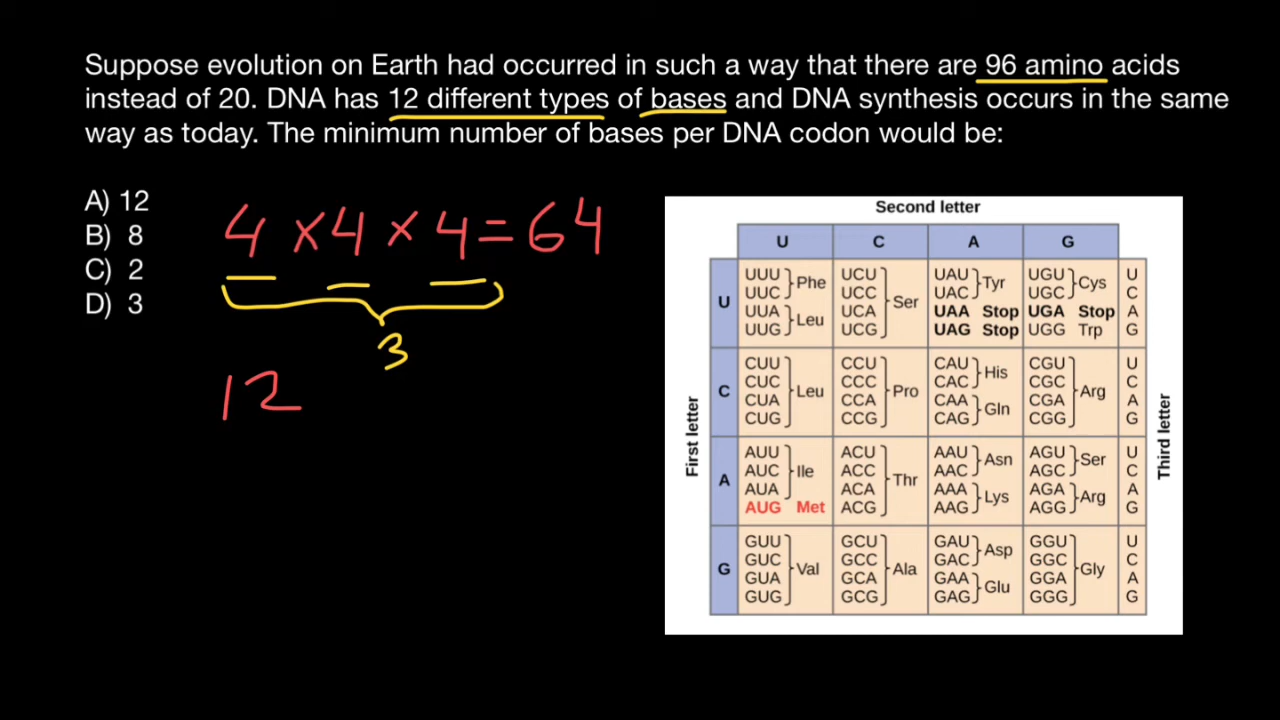 Suppose evolution on Earth had occurred in such a way that there are 96 amino acids
instead of 20. DNA has 12 different types of bases and DNA synthesis occurs in the same
way as today. The minimum number of bases per DNA codon would be:
A) 12
B) 8
C) 2
D) 3
4 × 4 × 4 = 64
3
12
Second letter
U C A G
First letter
Third letter
U
UUU UUC } Phe
UUA UUG } Leu
UCU UCC UCA UCG } Ser
UAU UAC } Tyr
UAA Stop
UAG Stop
UGU UGC } Cys
UGA Stop
UGG Trp
U C A G
C
CUU CUC CUA CUG } Leu
CCU CCC CCA CCG } Pro
CAU CAC } His
CAA CAG } Gln
CGU CGC CGA CGG } Arg
U C A G
A
AUU AUC AUA } Ile
AUG Met
ACU ACC ACA ACG } Thr
AAU AAC } Asn
AAA AAG } Lys
AGU AGC } Ser
AGA AGG } Arg
U C A G
G
GUU GUC GUA GUG } Val
GCU GCC GCA GCG } Ala
GAU GAC } Asp
GAA GAG } Glu
GGU GGC GGA GGG } Gly
U C A G